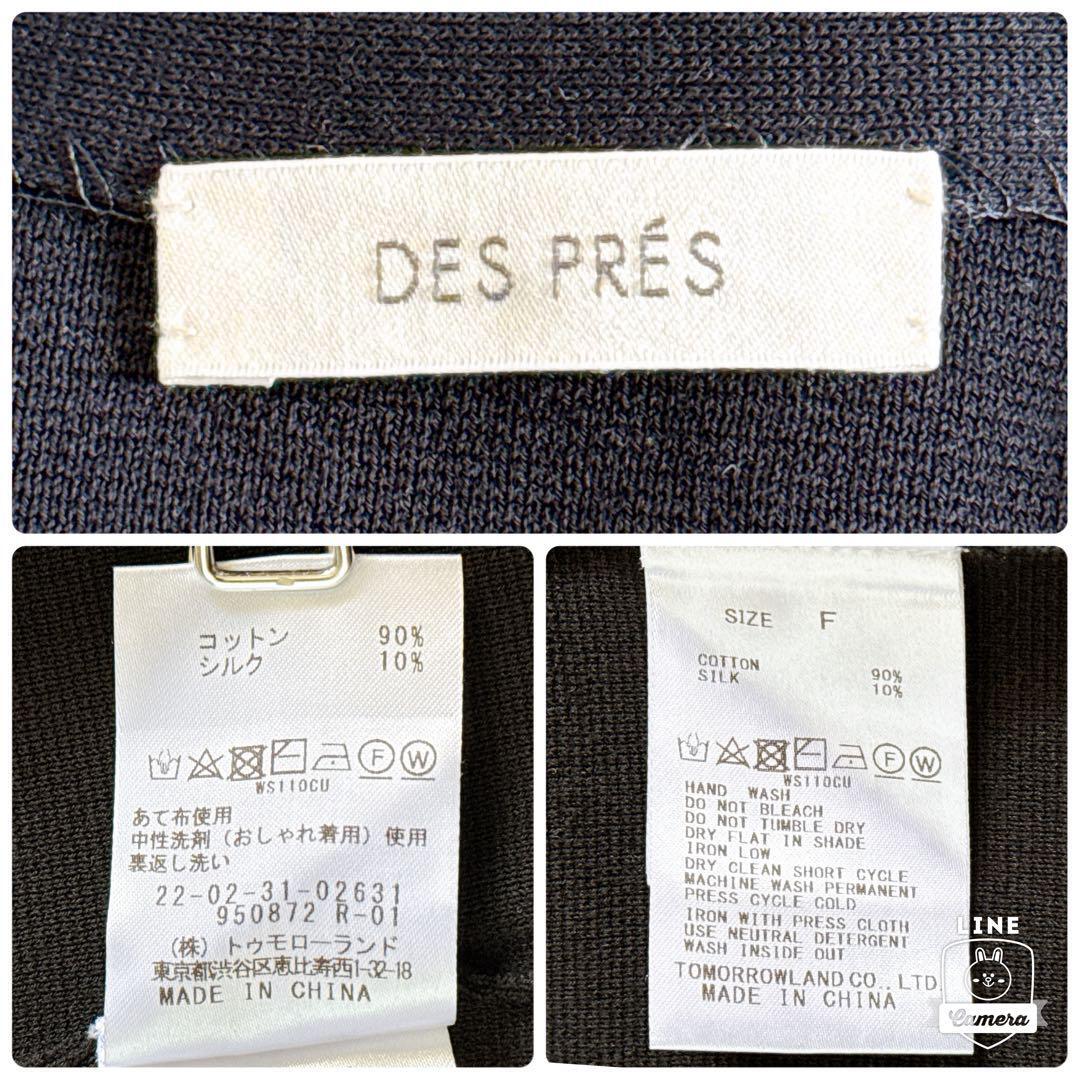 DES PRÉS
コットン 90%
シルク 10%
WS110CU
あて布使用
中性洗剤（おしゃれ着用）使用
裏返し洗い
22-02-31-02631
950872 R-01
（株）トゥモローランド
東京都渋谷区恵比寿西1-32-18
MADE IN CHINA
SIZE F
COTTON 90%
SILK 10%
WS110CU
HAND WASH
DO NOT BLEACH
DO NOT TUMBLE DRY
DRY FLAT IN SHADE
IRON LOW
DRY CLEAN SHORT CYCLE
MACHINE WASH PERMANENT
PRESS CYCLE COLD
IRON WITH PRESS CLOTH
USE NEUTRAL DETERGENT
WASH INSIDE OUT
TOMORROWLAND CO., LTD
MADE IN CHINA
LINE
Camera